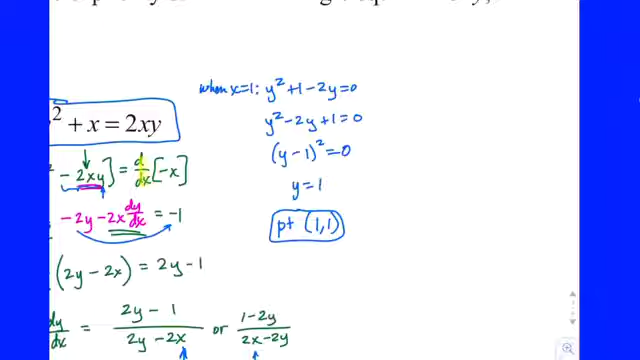 when x=1: y² + 1 - 2y = 0
y² - 2y + 1 = 0
(y - 1)² = 0
y = 1
pt (1,1)
² + x = 2xy
- 2xy] = d/dx [-x]
- 2y - 2x dy/dx = -1
(2y - 2x) = 2y - 1
dy/dx = 2y - 1 / 2y - 2x or 1 - 2y / 2x - 2y